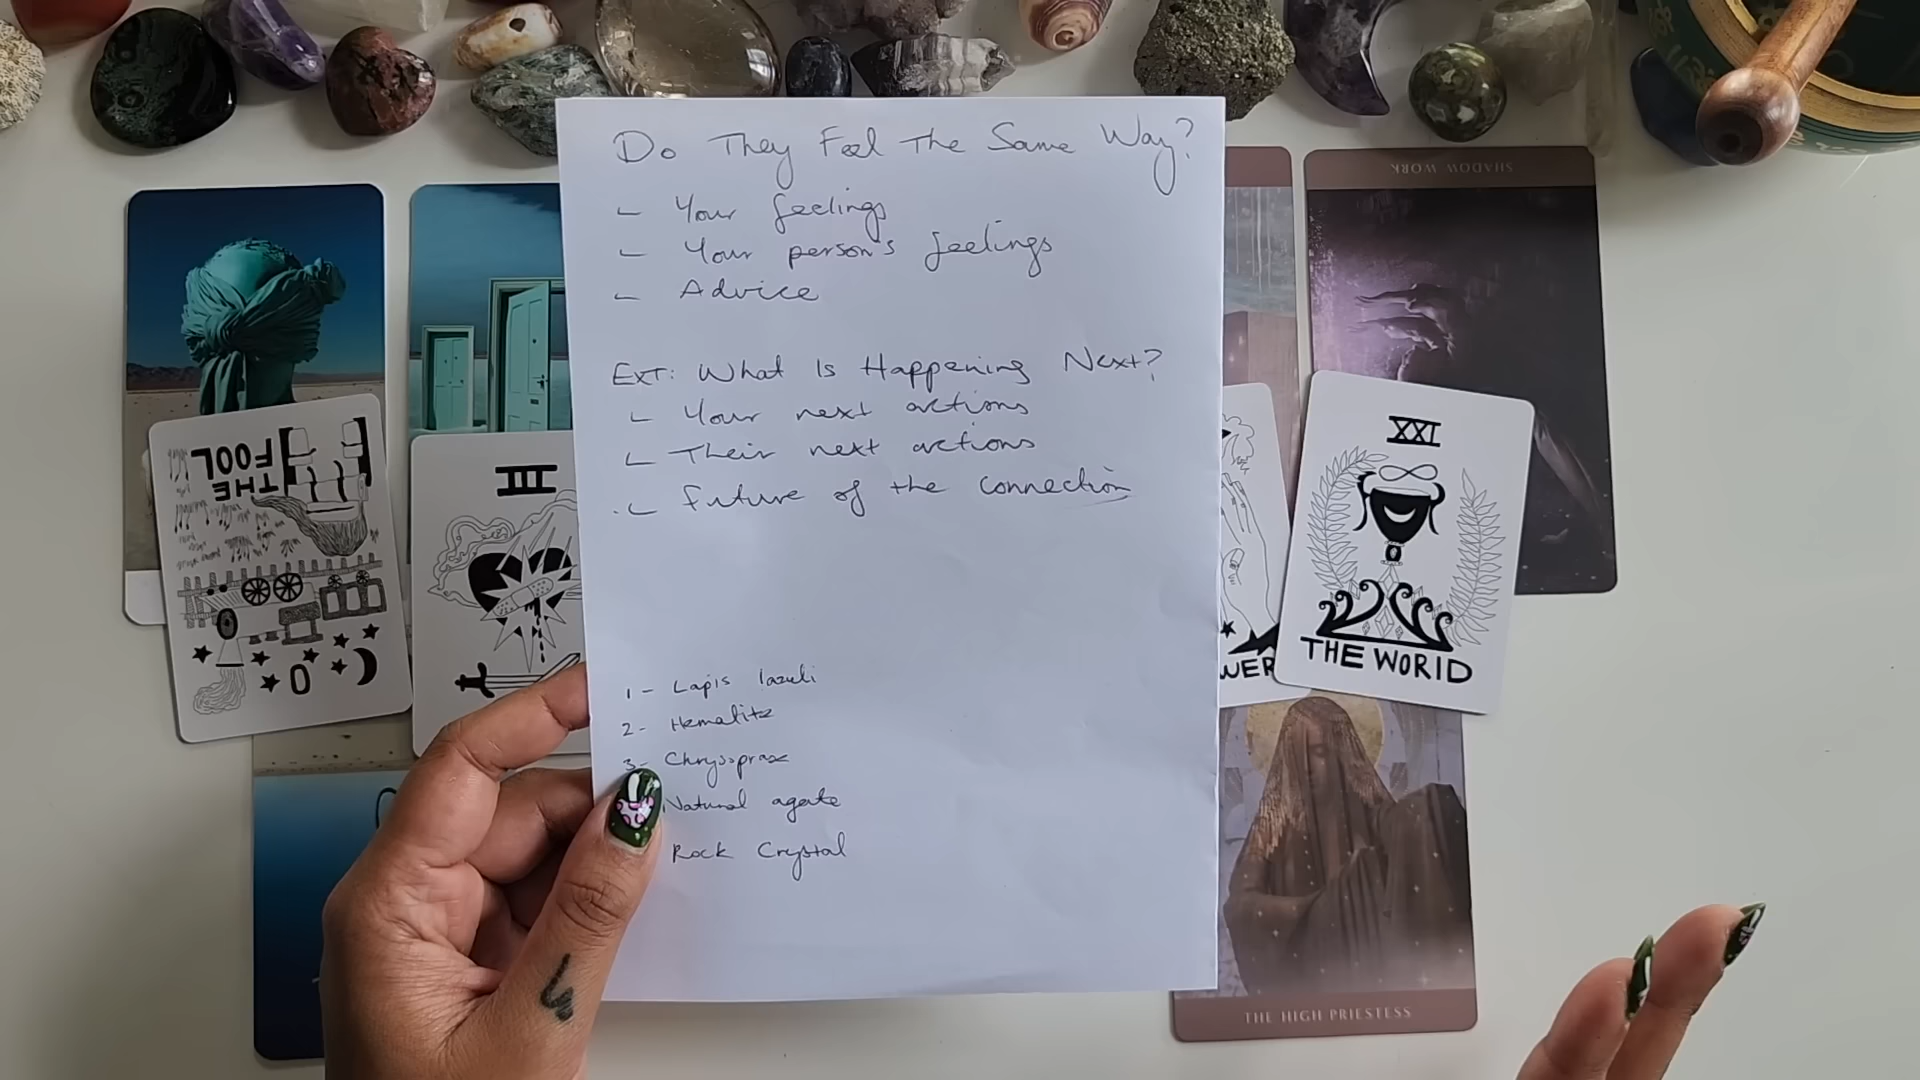 SHADOW WORK
Do They Feel The Same Way?
Your feelings
Your person's feelings
Advice
EXT: What Is Happening Next?
Your next actions
Their next actions
Future of the connection
1 - Lapis lazuli
2 - Hematite
3 - Chrysoprase
Natural agate
Rock Crystal
THE FOOL
0
III
WER
XXI
THE WORLD
THE HIGH PRIESTESS